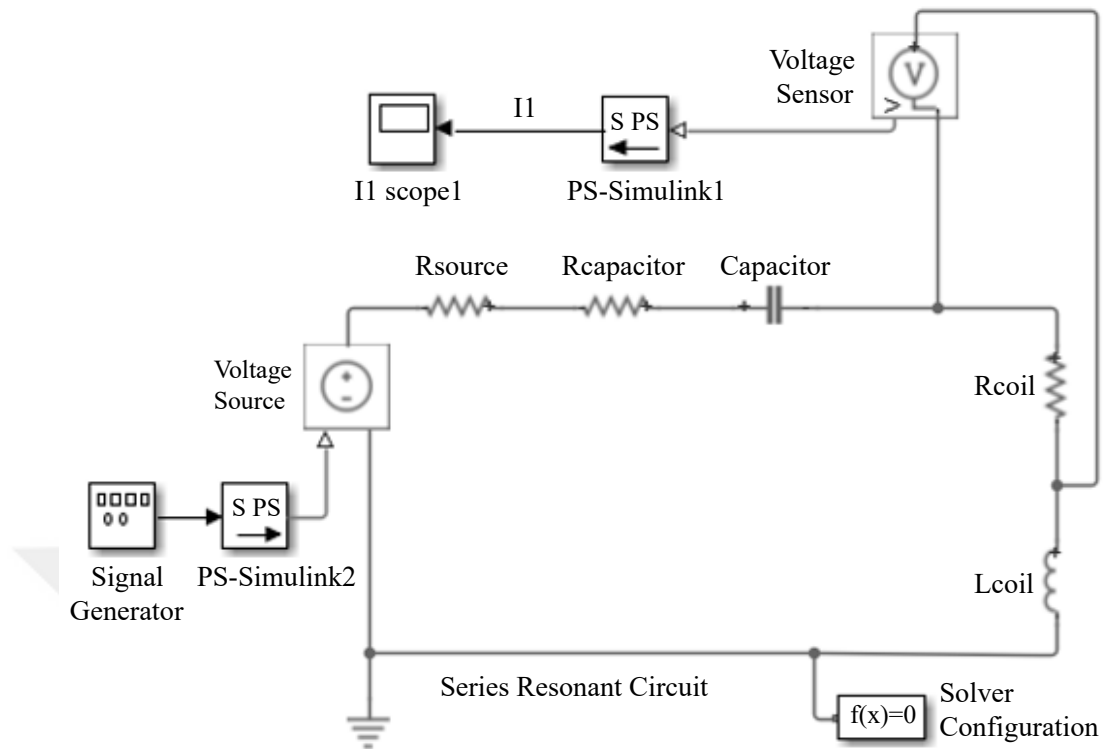 Voltage
Sensor
V
>
I1
S PS
I1 scope1
PS-Simulink1
Rsource
Rcapacitor
Capacitor
Voltage
Source
Rcoil
S PS
Signal
Generator
PS-Simulink2
Lcoil
Series Resonant Circuit
f(x)=0
Solver
Configuration